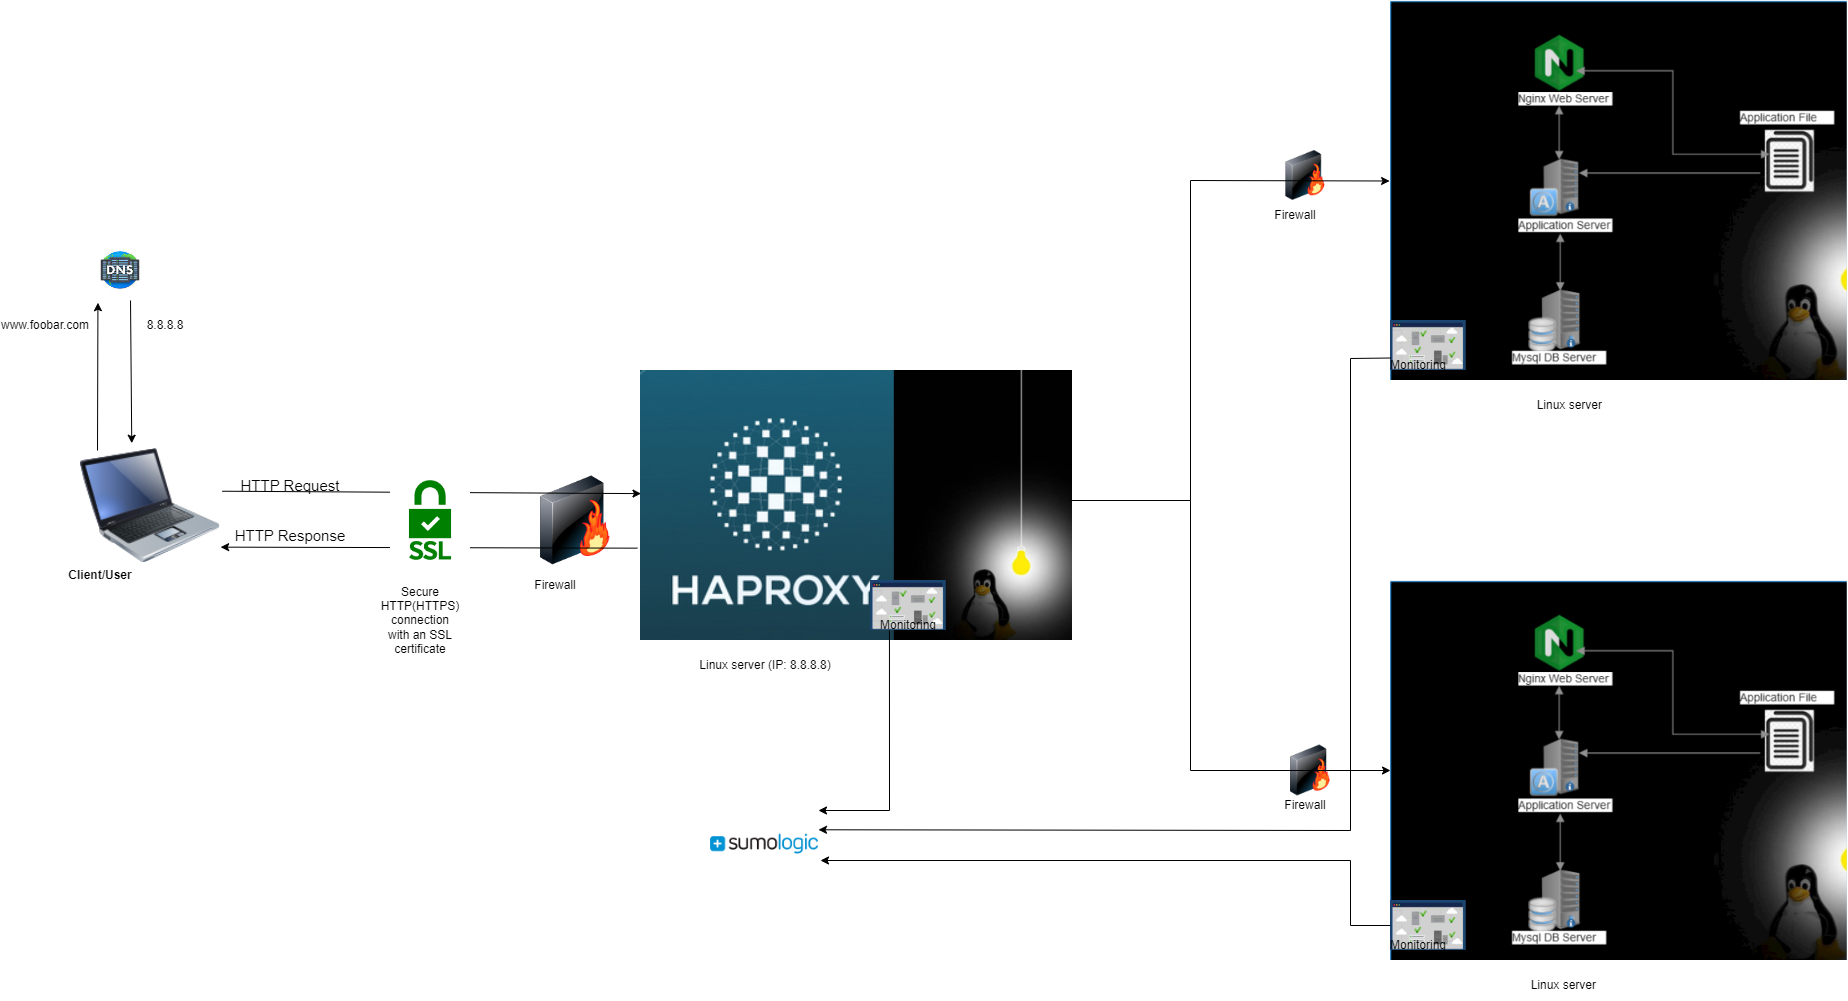 Nginx Web Server
Application File
DNS
Firewall
A
Application Server
www.foobar.com
8.8.8.8
Mysql DB Server
Monitoring
Linux server
HTTP Request
HTTP Response
SSL
Client/User
Firewall
Secure
HTTP(HTTPS)
connection
with an SSL
certificate
HAPROXY
Monitoring
Linux server (IP: 8.8.8.8)
Nginx Web Server
Application File
A
Application Server
Firewall
sumologic
Mysql DB Server
Monitoring
Linux server